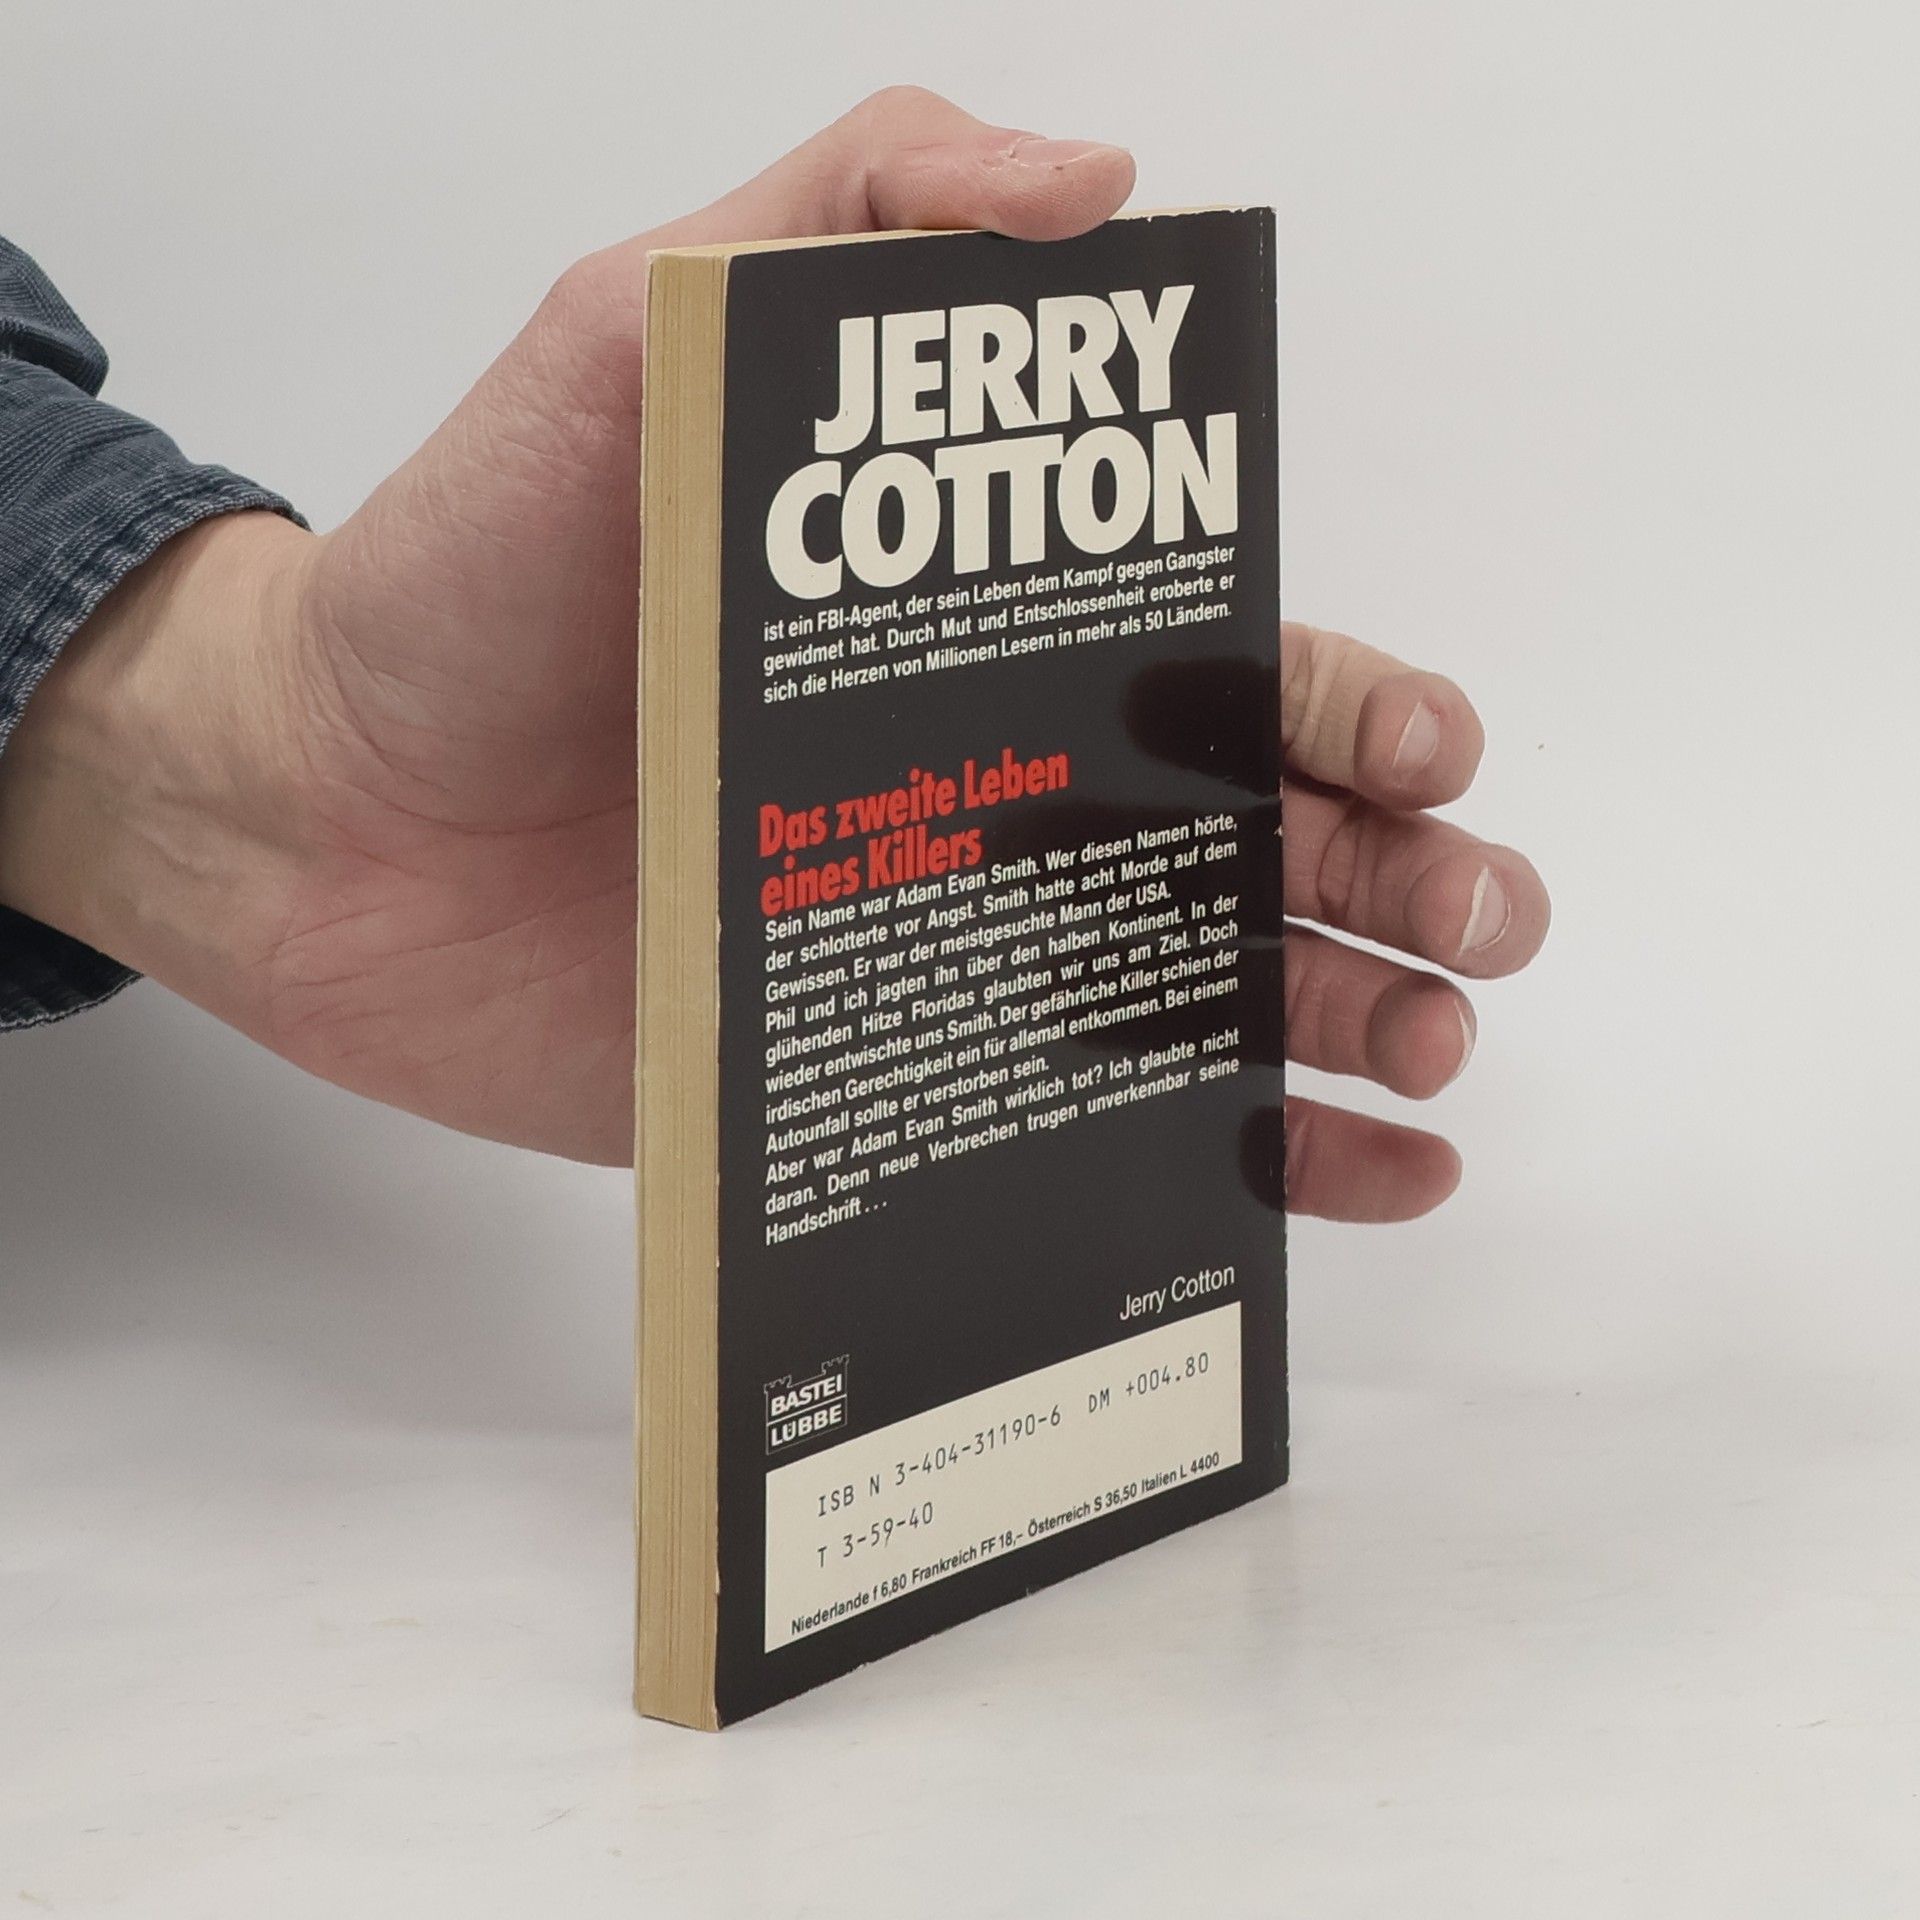 JERRY
COTTON
ist ein FBI-Agent, der sein Leben dem Kampf gegen Gangster
gewidmet hat. Durch Mut und Entschlossenheit eroberte er
sich die Herzen von Millionen Lesern in mehr als 50 Ländern.
Das zweite Leben
eines Killers
Sein Name war Adam Evan Smith. Wer diesen Namen hörte,
der schlotterte vor Angst. Smith hatte acht Morde auf dem
Gewissen. Er war der meistgesuchte Mann der USA.
Phil und ich jagten ihn über den halben Kontinent. In der
glühenden Hitze Floridas glaubten wir uns am Ziel. Doch
wieder entwischte uns Smith. Der gefährliche Killer schien der
irdischen Gerechtigkeit ein für allemal entkommen. Bei einem
Autounfall sollte er verstorben sein.
Aber war Adam Evan Smith wirklich tot? Ich glaubte nicht
daran. Denn neue Verbrechen trugen unverkennbar seine
Handschrift . . .
Jerry Cotton
BASTEI
LÜBBE
ISB N 3-404-31190-6 DM +004.80
T 3-59-40
Niederlande f 6,80 Frankreich FF 18,– Österreich S 36,50 Italien L 4400